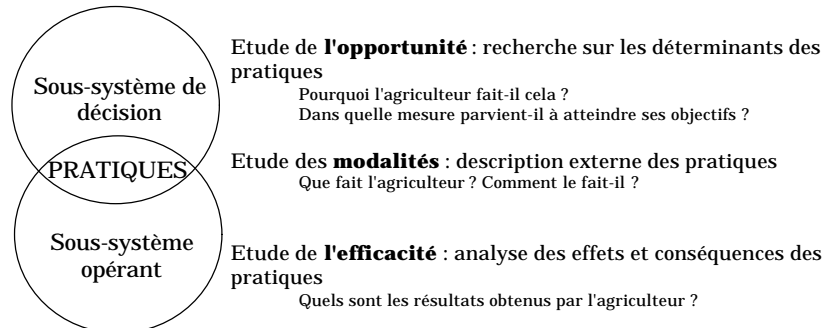 Sous-système de
décision
PRATIQUES
Sous-système
opérant
Etude de l'opportunité : recherche sur les déterminants des
pratiques
Pourquoi l'agriculteur fait-il cela ?
Dans quelle mesure parvient-il à atteindre ses objectifs ?
Etude des modalités : description externe des pratiques
Que fait l'agriculteur ? Comment le fait-il ?
Etude de l'efficacité : analyse des effets et conséquences des
pratiques
Quels sont les résultats obtenus par l'agriculteur ?